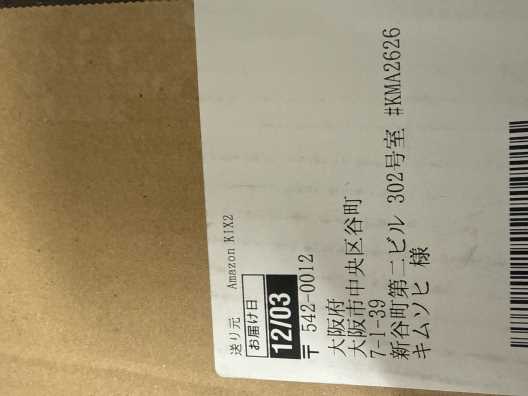 送り元 Amazon KIX2
お届け日
12/03
〒 542-0012
大阪府
大阪市中央区谷町
7-1-39
新谷町第二ビル 302号室 #KMA2626
キムソヒ 様